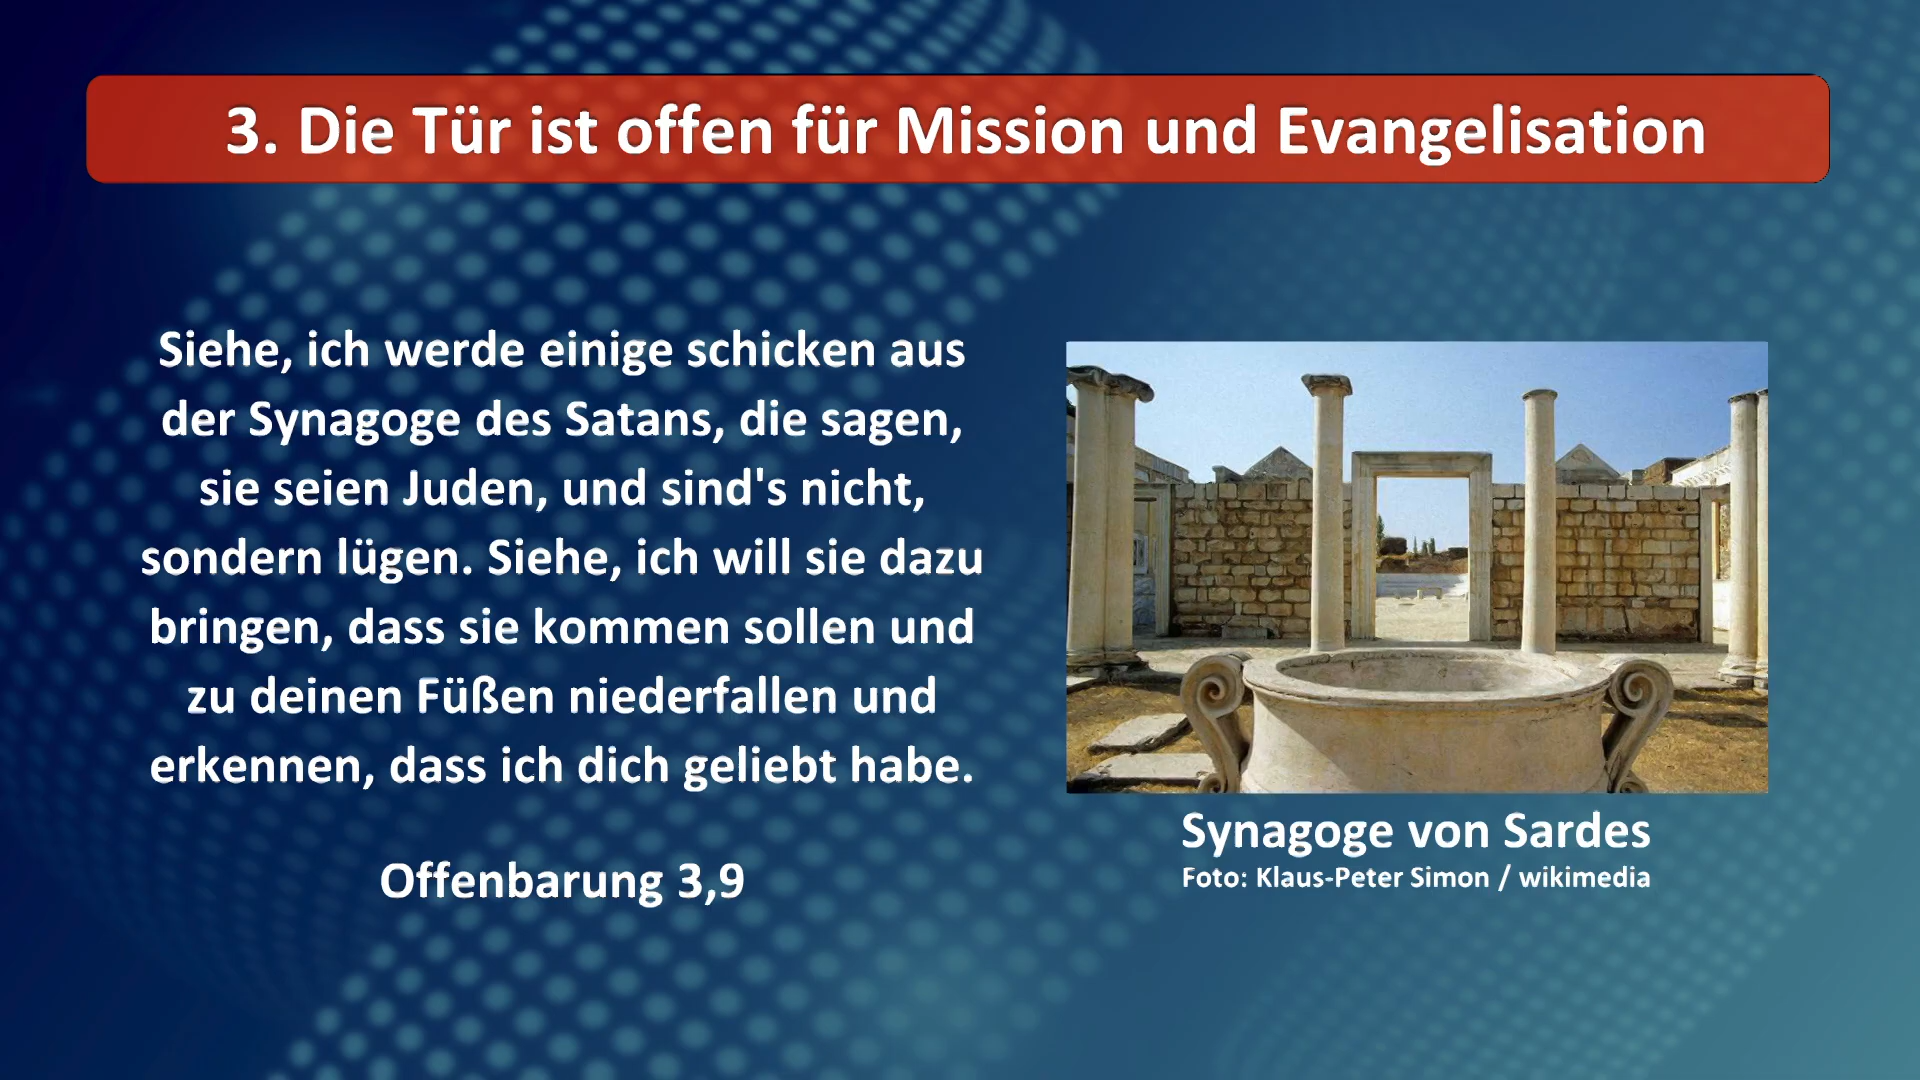 3. Die Tür ist offen für Mission und Evangelisation
Siehe, ich werde einige schicken aus
der Synagoge des Satans, die sagen,
sie seien Juden, und sind's nicht,
sondern lügen. Siehe, ich will sie dazu
bringen, dass sie kommen sollen und
zu deinen Füßen niederfallen und
erkennen, dass ich dich geliebt habe.
Offenbarung 3,9
Synagoge von Sardes
Foto: Klaus-Peter Simon / wikimedia